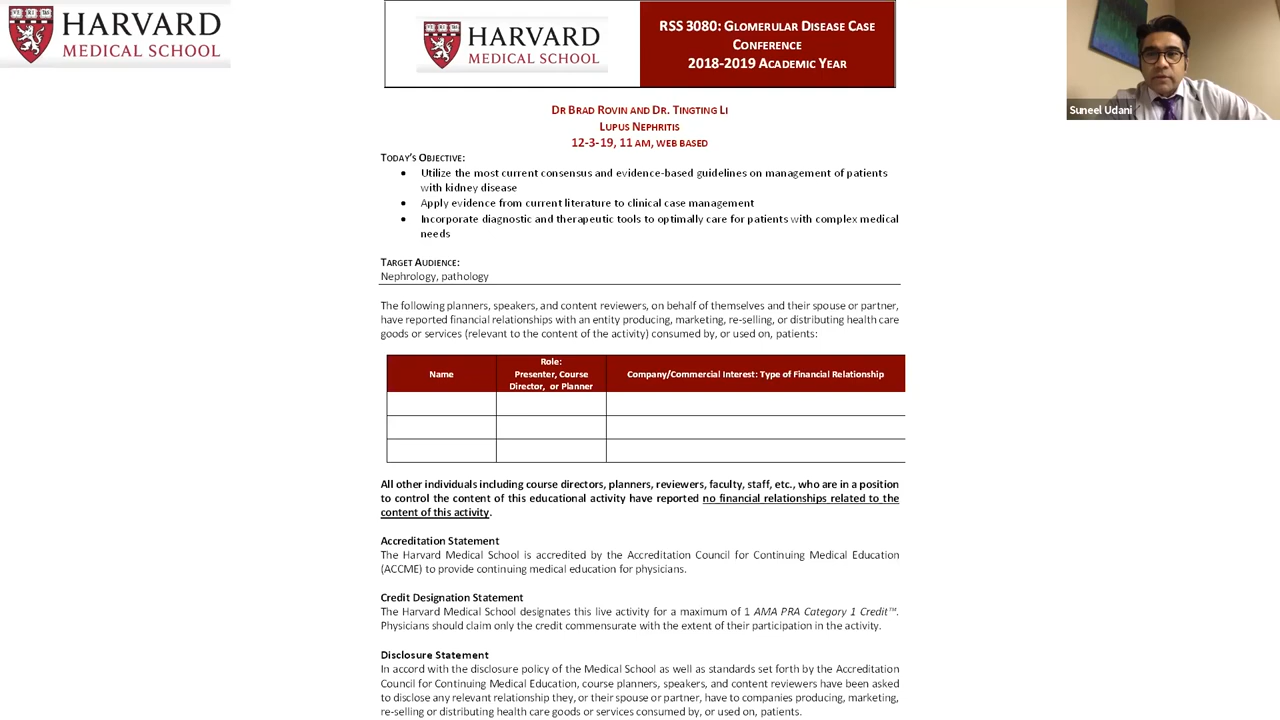 HARVARD
MEDICAL SCHOOL
HARVARD
MEDICAL SCHOOL
RSS 3080: Glomerular Disease Case
Conference
2018-2019 Academic Year
Suneel Udani
Dr Brad Rovin and Dr. Tingting Li
Lupus Nephritis
12-3-19, 11 am, web based
Today's Objective:
• Utilize the most current consensus and evidence-based guidelines on management of patients
with kidney disease
• Apply evidence from current literature to clinical case management
• Incorporate diagnostic and therapeutic tools to optimally care for patients with complex medical
needs
Target Audience:
Nephrology, pathology
The following planners, speakers, and content reviewers, on behalf of themselves and their spouse or partner,
have reported financial relationships with an entity producing, marketing, re-selling, or distributing health care
goods or services (relevant to the content of the activity) consumed by, or used on, patients:
Name
Role:
Presenter, Course
Director, or Planner
Company/Commercial Interest: Type of Financial Relationship
All other individuals including course directors, planners, reviewers, faculty, staff, etc., who are in a position
to control the content of this educational activity have reported no financial relationships related to the
content of this activity.
Accreditation Statement
The Harvard Medical School is accredited by the Accreditation Council for Continuing Medical Education
(ACCME) to provide continuing medical education for physicians.
Credit Designation Statement
The Harvard Medical School designates this live activity for a maximum of 1 AMA PRA Category 1 Credit™.
Physicians should claim only the credit commensurate with the extent of their participation in the activity.
Disclosure Statement
In accord with the disclosure policy of the Medical School as well as standards set forth by the Accreditation
Council for Continuing Medical Education, course planners, speakers, and content reviewers have been asked
to disclose any relevant relationship they, or their spouse or partner, have to companies producing, marketing,
re-selling or distributing health care goods or services consumed by, or used on, patients.